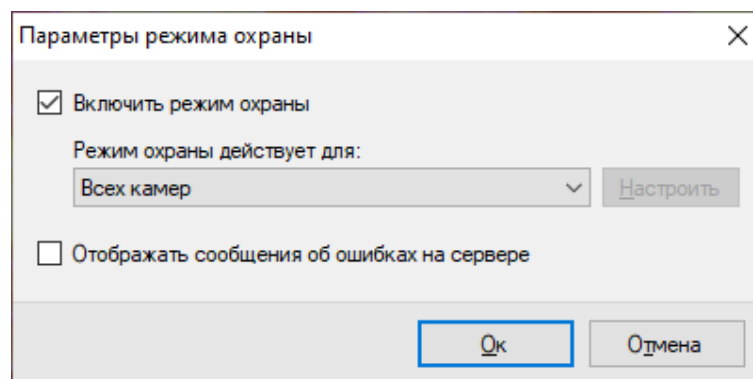 Параметры режима охраны
Включить режим охраны
Режим охраны действует для:
Всех камер
Настроить
Отображать сообщения об ошибках на сервере
Ок
Отмена